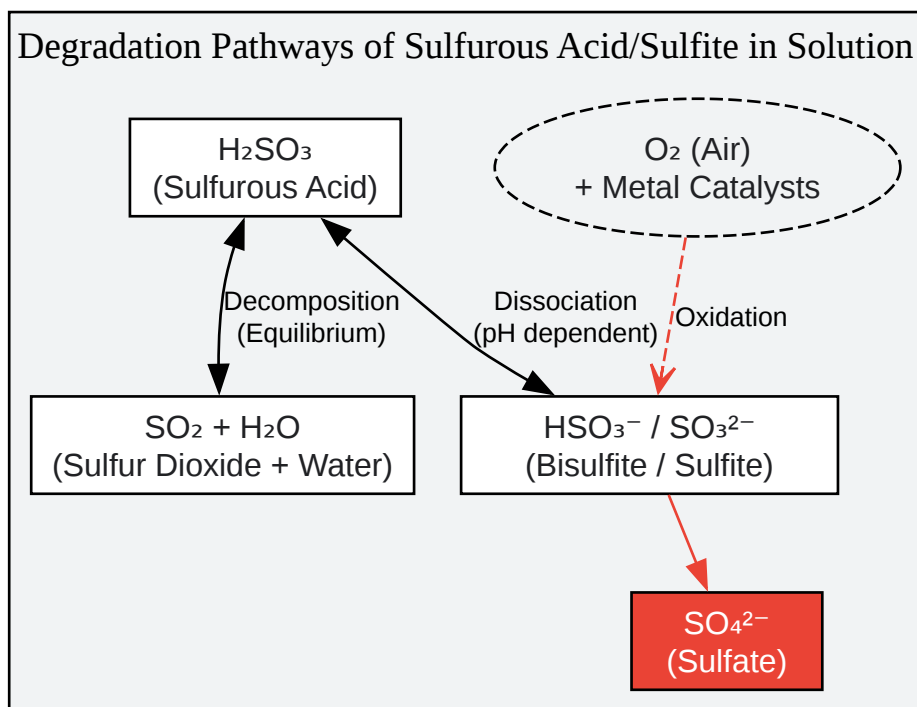 Degradation Pathways of Sulfurous Acid/Sulfite in Solution
H₂SO₃
(Sulfurous Acid)
O₂ (Air)
+ Metal Catalysts
Decomposition
(Equilibrium)
Dissociation
(pH dependent)
Oxidation
SO₂ + H₂O
(Sulfur Dioxide + Water)
HSO₃⁻ / SO₃²⁻
(Bisulfite / Sulfite)
SO₄²⁻
(Sulfate)